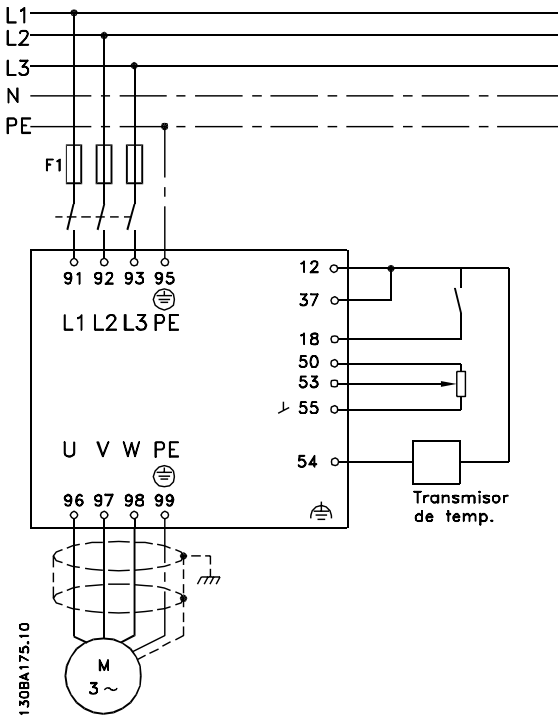 L1
L2
L3
N
PE
F1
91 92 93 95
L1 L2 L3 PE
12
37
18
50
53
55
54
U V W PE
96 97 98 99
Transmisor
de temp.
M
3 ~
130BA175.10